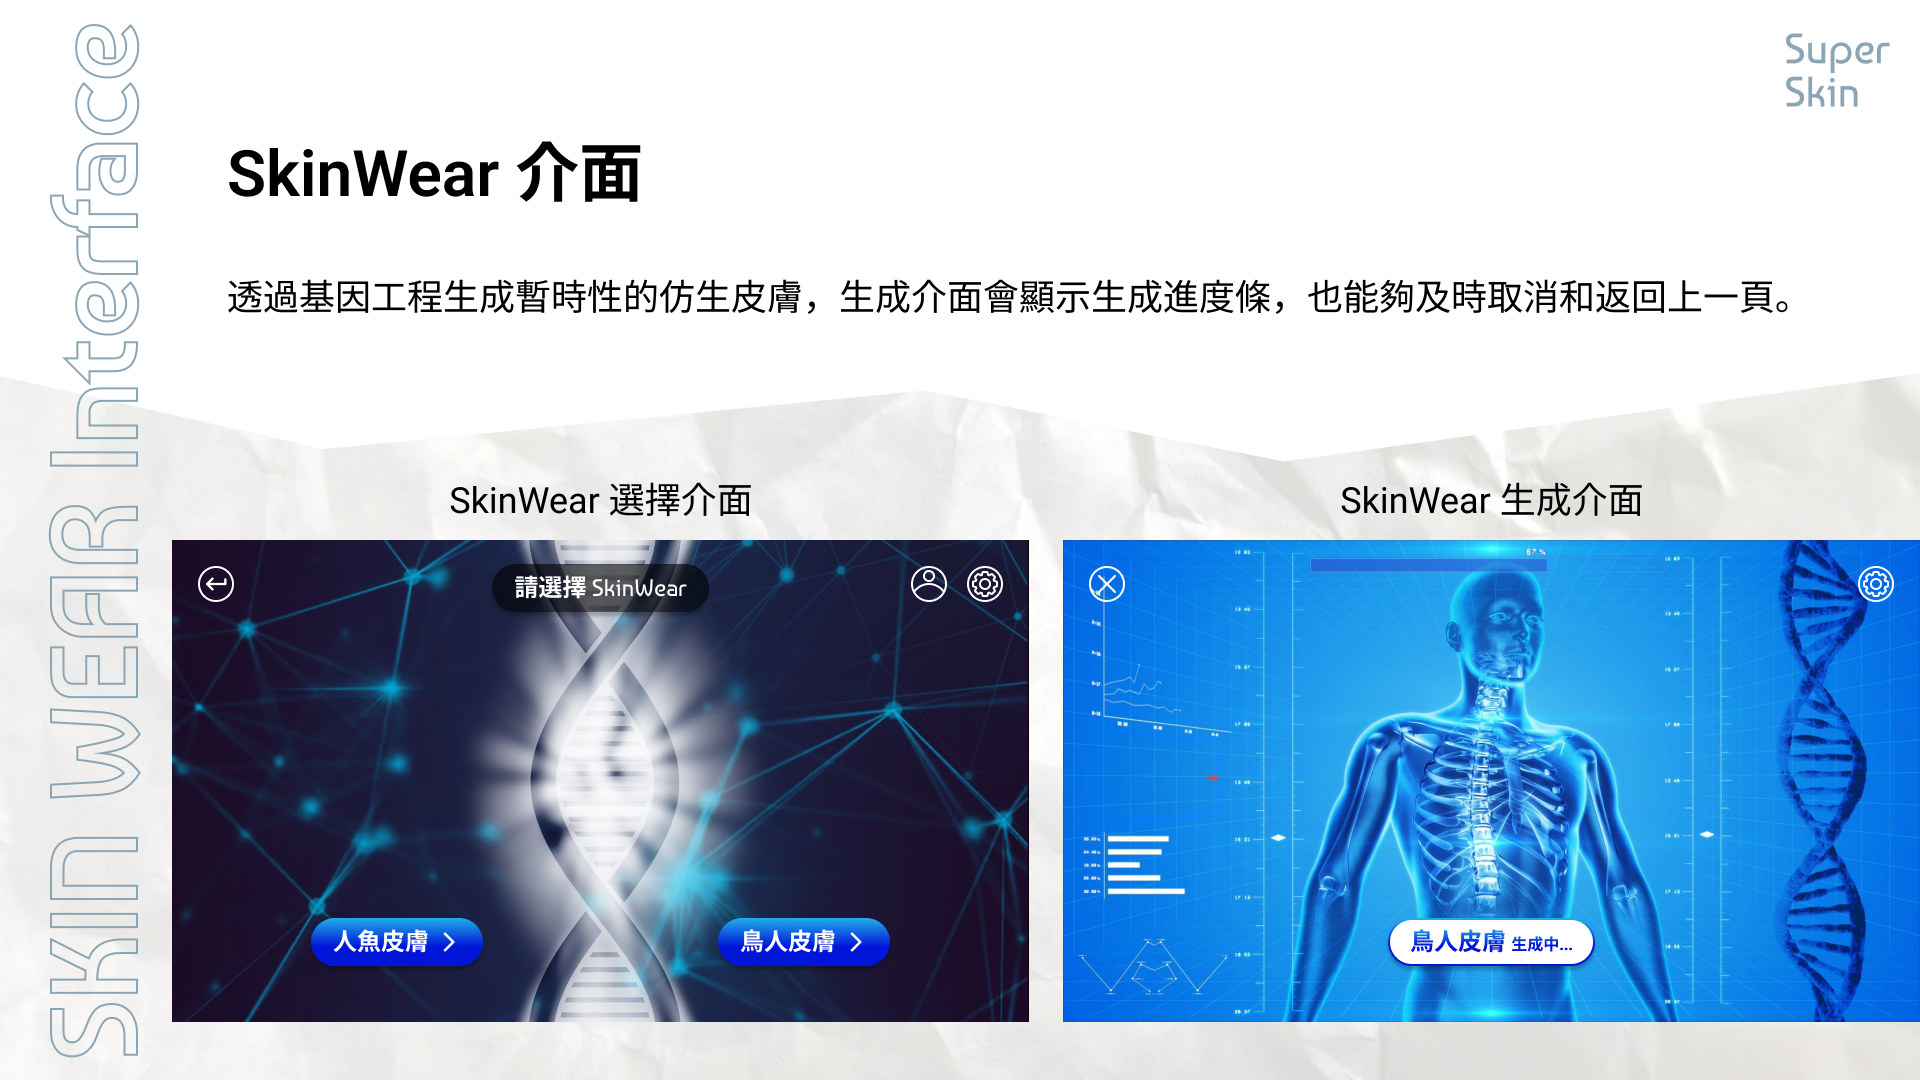 SKIN WEAR Interface
Super
Skin
SkinWear 介面
透過基因工程生成暫時性的仿生皮膚，生成介面會顯示生成進度條，也能夠及時取消和返回上一頁。
SkinWear 選擇介面
請選擇 SkinWear
人魚皮膚
鳥人皮膚
SkinWear 生成介面
67 %
鳥人皮膚 生成中...